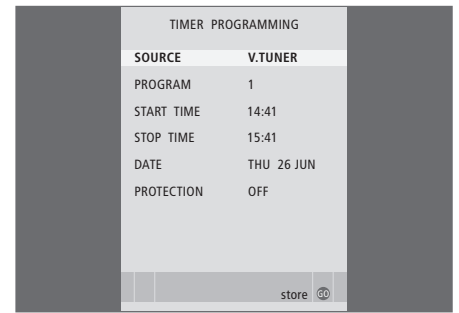 TIMER PROGRAMMING
SOURCE V.TUNER
PROGRAM 1
START TIME 14:41
STOP TIME 15:41
DATE THU 26 JUN
PROTECTION OFF
store GO